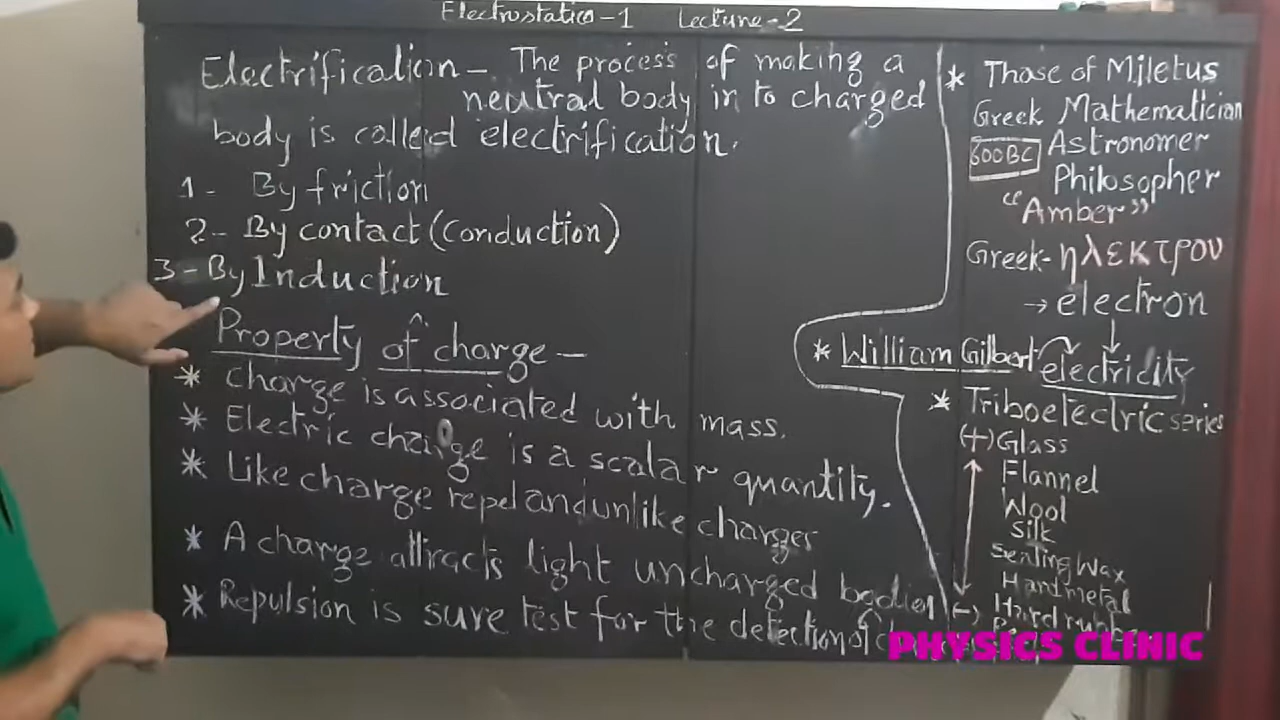 Electrostatics-1 Lecture-2
Electrification- The process of making a
neutral body in to charged
body is called electrification.
1- By friction
2- By contact (conduction)
3- By Induction
Property of charge -
* charge is associated with mass.
* Electric charge is a scalar quantity.
* Like charge repel and unlike charges
* A charge attracts light uncharged bodies
* Repulsion is sure test for the detection of
* Thase of Miletus
Greek Mathematician
600BC Astronomer
Philosopher
"Amber"
Greek- ηλεκτρου
→ electron
* William Gilbert electricity
* Triboelectric series
(+) Glass
Flannel
Wool
Silk
Sealing Wax
Hard metal
(-) Hard rubber
PHYSICS CLINIC